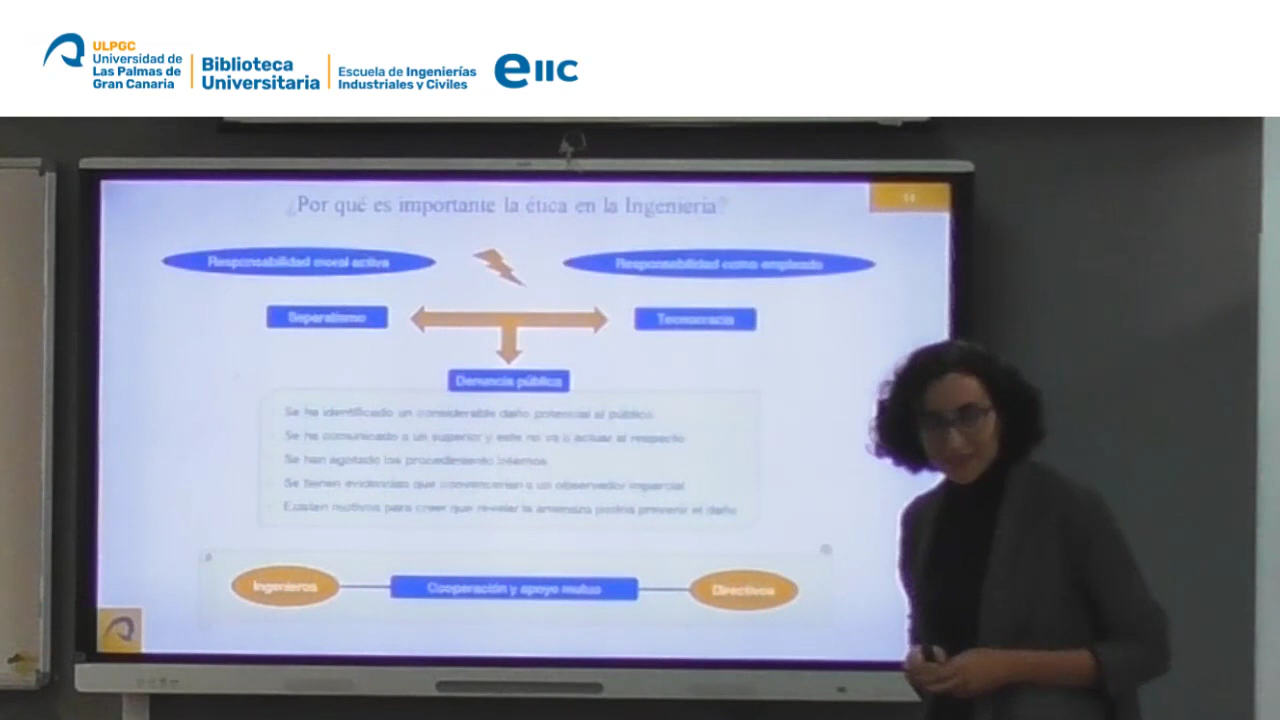 ULPGC
Universidad de
Las Palmas de
Gran Canaria
Biblioteca
Universitaria
Escuela de Ingenierías
Industriales y Civiles
eiic
¿Por qué es importante la ética en la Ingeniería?
14
Responsabilidad moral activa
Responsabilidad como empleado
Separatismo
Tecnocracia
Denuncia pública
Se ha identificado un considerable daño potencial al público
Se ha comunicado a un superior y este no va a actuar al respecto
Se han agotado los procedimiento internos
Se tienen evidencias que convencerían a un observador imparcial
Existen motivos para creer que revelar la amenaza podría prevenir el daño
Ingenieros
Cooperación y apoyo mutuo
Directivos